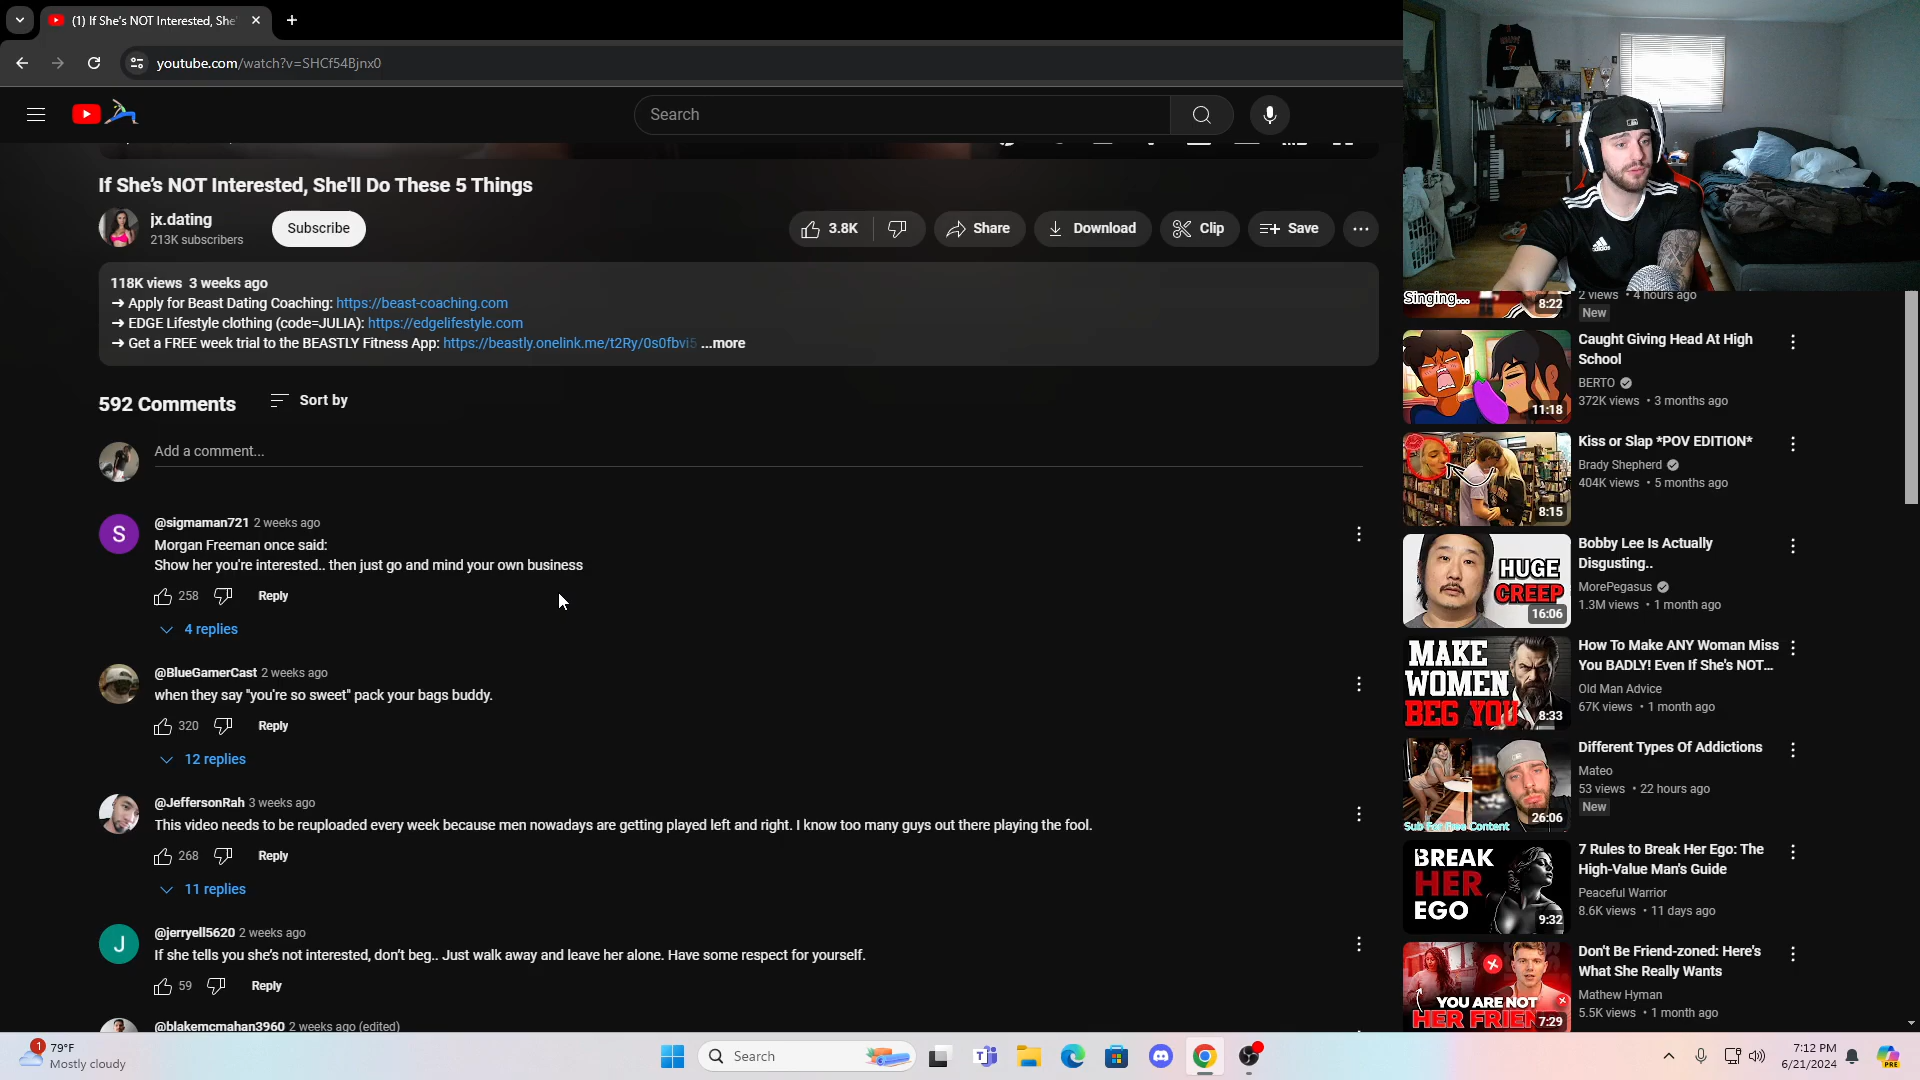 (1) If She's NOT Interested, She'
youtube.com/watch?v=SHCf54Bjnx0
Search
If She's NOT Interested, She'll Do These 5 Things
jx.dating
213K subscribers
Subscribe
3.8K
Share
Download
Clip
Save
118K views 3 weeks ago
➔ Apply for Beast Dating Coaching: https://beast-coaching.com
➔ EDGE Lifestyle clothing (code=JULIA): https://edgelifestyle.com
➔ Get a FREE week trial to the BEASTLY Fitness App: https://beastly.onelink.me/t2Ry/0s0fbvi5 ...more
592 Comments
Sort by
Add a comment...
@sigmaman721 2 weeks ago
Morgan Freeman once said:
Show her you're interested.. then just go and mind your own business
258 Reply
4 replies
@BlueGamerCast 2 weeks ago
when they say "you're so sweet" pack your bags buddy.
320 Reply
12 replies
@JeffersonRah 3 weeks ago
This video needs to be reuploaded every week because men nowadays are getting played left and right. I know too many guys out there playing the fool.
268 Reply
11 replies
@jerryell5620 2 weeks ago
If she tells you she's not interested, don't beg.. Just walk away and leave her alone. Have some respect for yourself.
59 Reply
@blakemcmahan3960 2 weeks ago (edited)
Singing...
8:22
2 views • 4 hours ago
New
Caught Giving Head At High
School
BERTO
372K views • 3 months ago
11:18
Kiss or Slap *POV EDITION*
Brady Shepherd
404K views • 5 months ago
8:15
Bobby Lee Is Actually
Disgusting..
MorePegasus
1.3M views • 1 month ago
HUGE
CREEP
16:06
How To Make ANY Woman Miss
You BADLY! Even If She's NOT...
Old Man Advice
67K views • 1 month ago
MAKE
WOMEN
BEG YOU
8:33
Different Types Of Addictions
Mateo
53 views • 22 hours ago
New
26:06
Sub For Free Content
7 Rules to Break Her Ego: The
High-Value Man's Guide
Peaceful Warrior
8.6K views • 11 days ago
BREAK
HER
EGO
9:32
Don't Be Friend-zoned: Here's
What She Really Wants
Mathew Hyman
5.5K views • 1 month ago
YOU ARE NOT
HER FRIEN
7:29
1
79°F
Mostly cloudy
Search
7:12 PM
6/21/2024
PRE
7